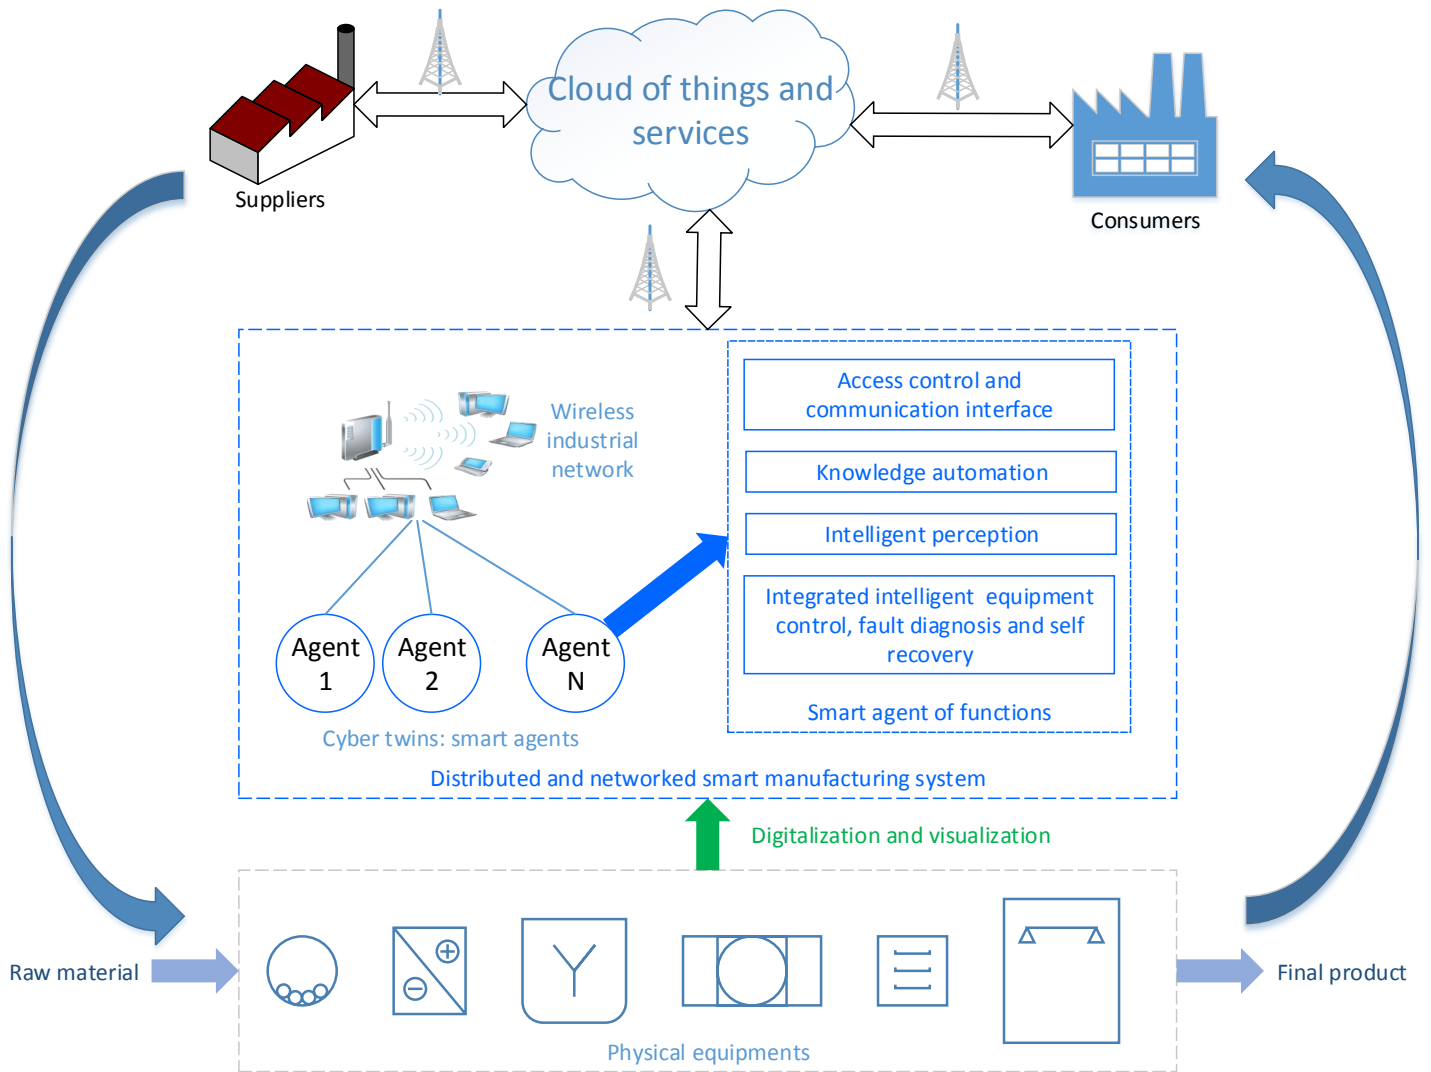 Cloud of things and
services
Suppliers
Consumers
Wireless
industrial
network
Access control and
communication interface
Knowledge automation
Intelligent perception
Integrated intelligent equipment
control, fault diagnosis and self
recovery
Smart agent of functions
Agent
1
Agent
2
Agent
N
Cyber twins: smart agents
Distributed and networked smart manufacturing system
Digitalization and visualization
Raw material
Final product
Physical equipments